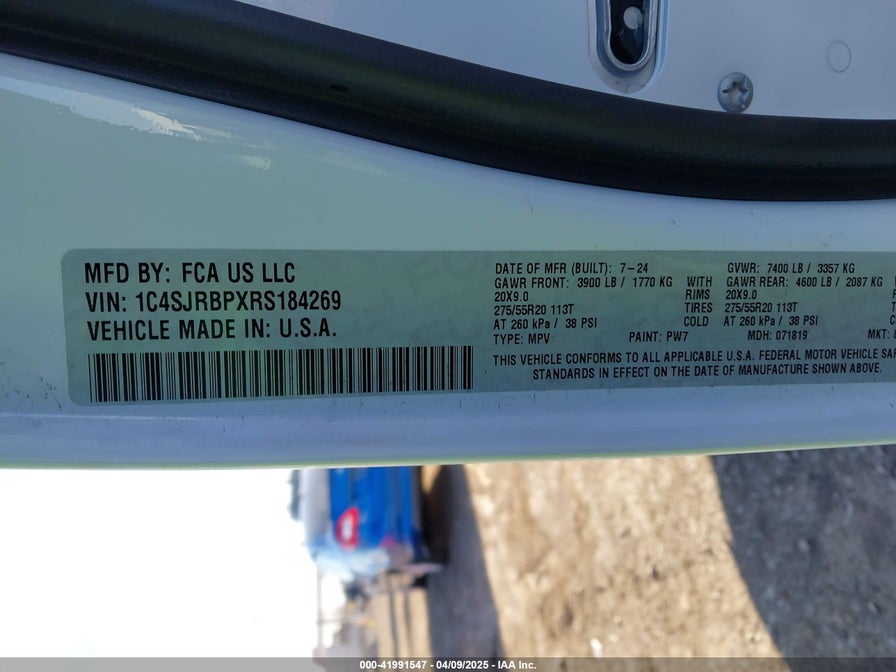 MFD BY: FCA US LLC
VIN: 1C4SJRBPXRS184269
VEHICLE MADE IN: U.S.A.
DATE OF MFR (BUILT): 7-24 GVWR: 7400 LB / 3357 KG
GAWR FRONT: 3900 LB / 1770 KG WITH GAWR REAR: 4600 LB / 2087 KG
20X9.0 RIMS 20X9.0
275/55R20 113T TIRES 275/55R20 113T
AT 260 kPa / 38 PSI AT 260 kPa / 38 PSI
TYPE: MPV PAINT: PW7 MDH: 071819 MKT:
THIS VEHICLE CONFORMS TO ALL APPLICABLE U.S.A. FEDERAL MOTOR VEHICLE SA
STANDARDS IN EFFECT ON THE DATE OF MANUFACTURE SHOWN ABOVE.
000-41991547 - 04/09/2025 - IAA Inc.